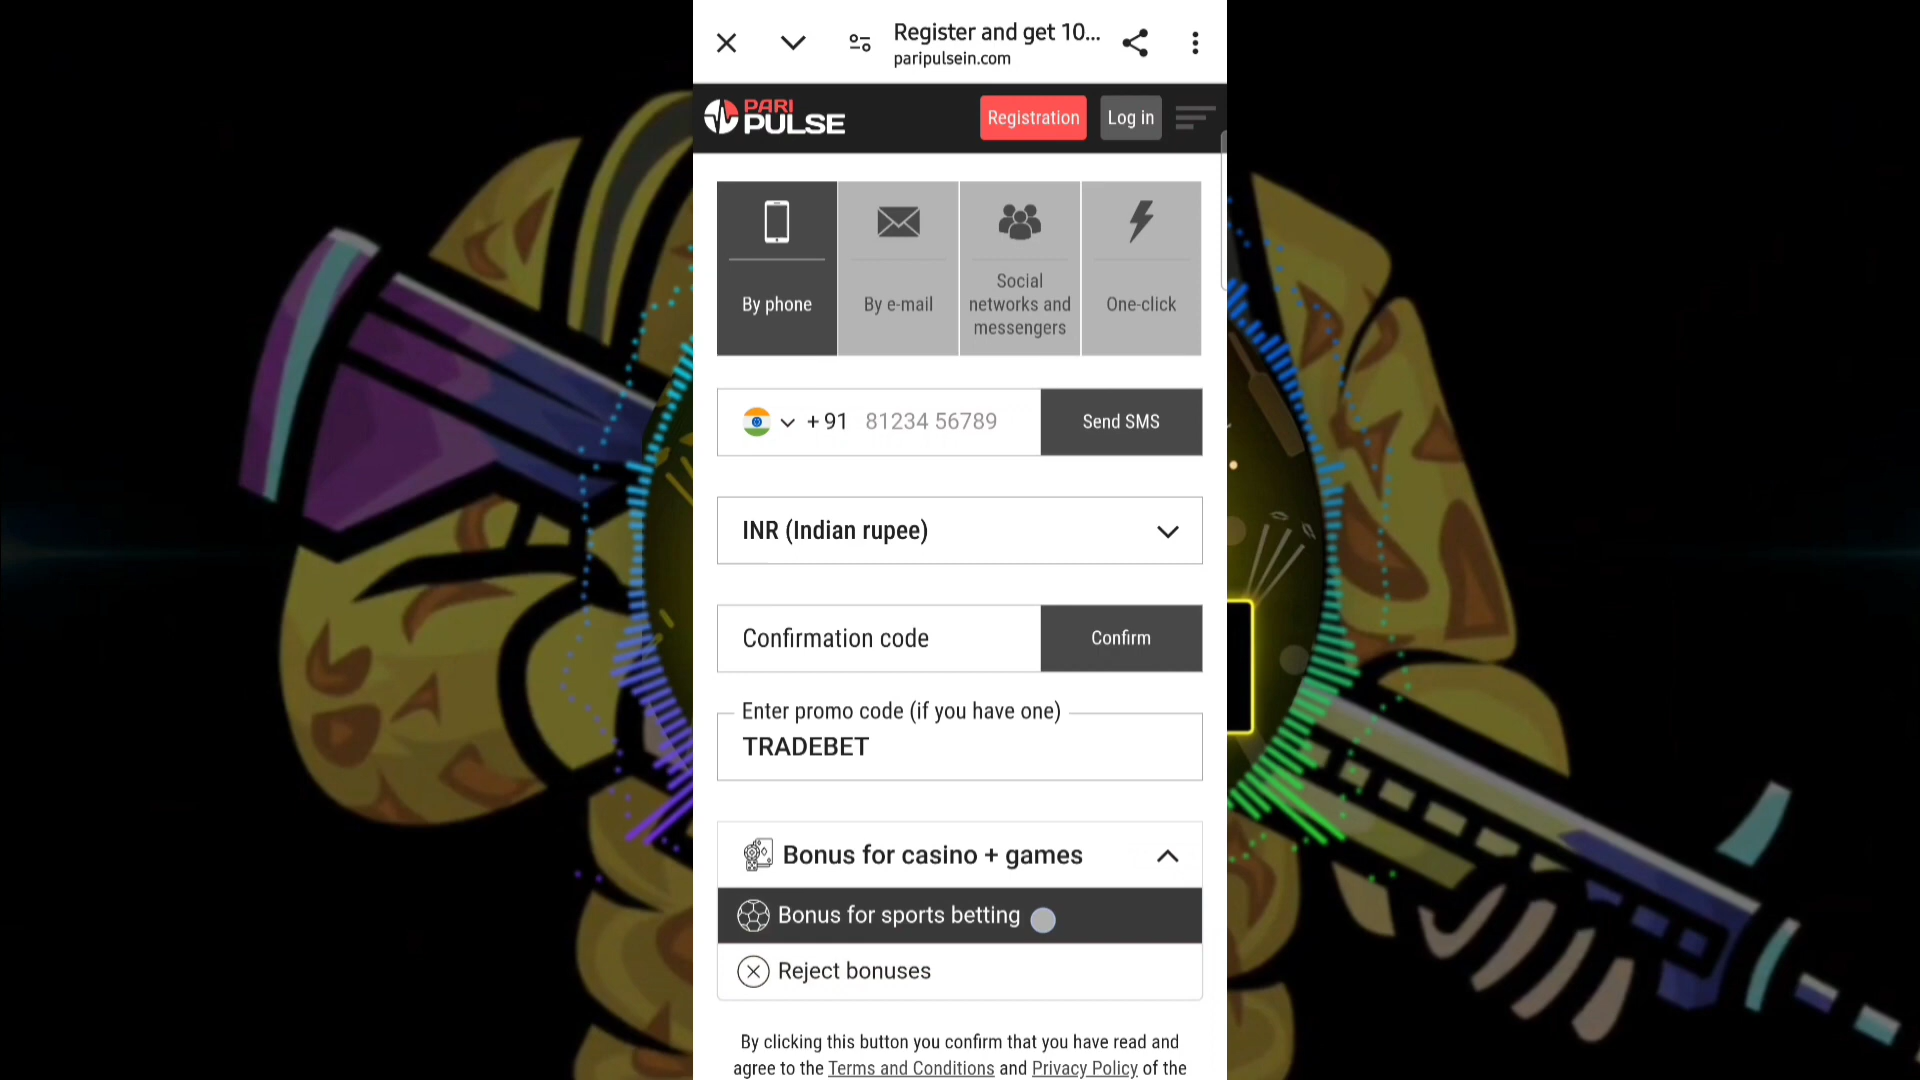 Register and get 10...
paripulsein.com
PARI
PULSE
Registration
Log in
By phone
By e-mail
Social
networks and
messengers
One-click
+ 91 81234 56789
Send SMS
INR (Indian rupee)
Confirmation code
Confirm
Enter promo code (if you have one)
TRADEBET
Bonus for casino + games
Bonus for sports betting
Reject bonuses
By clicking this button you confirm that you have read and
agree to the Terms and Conditions and Privacy Policy of the